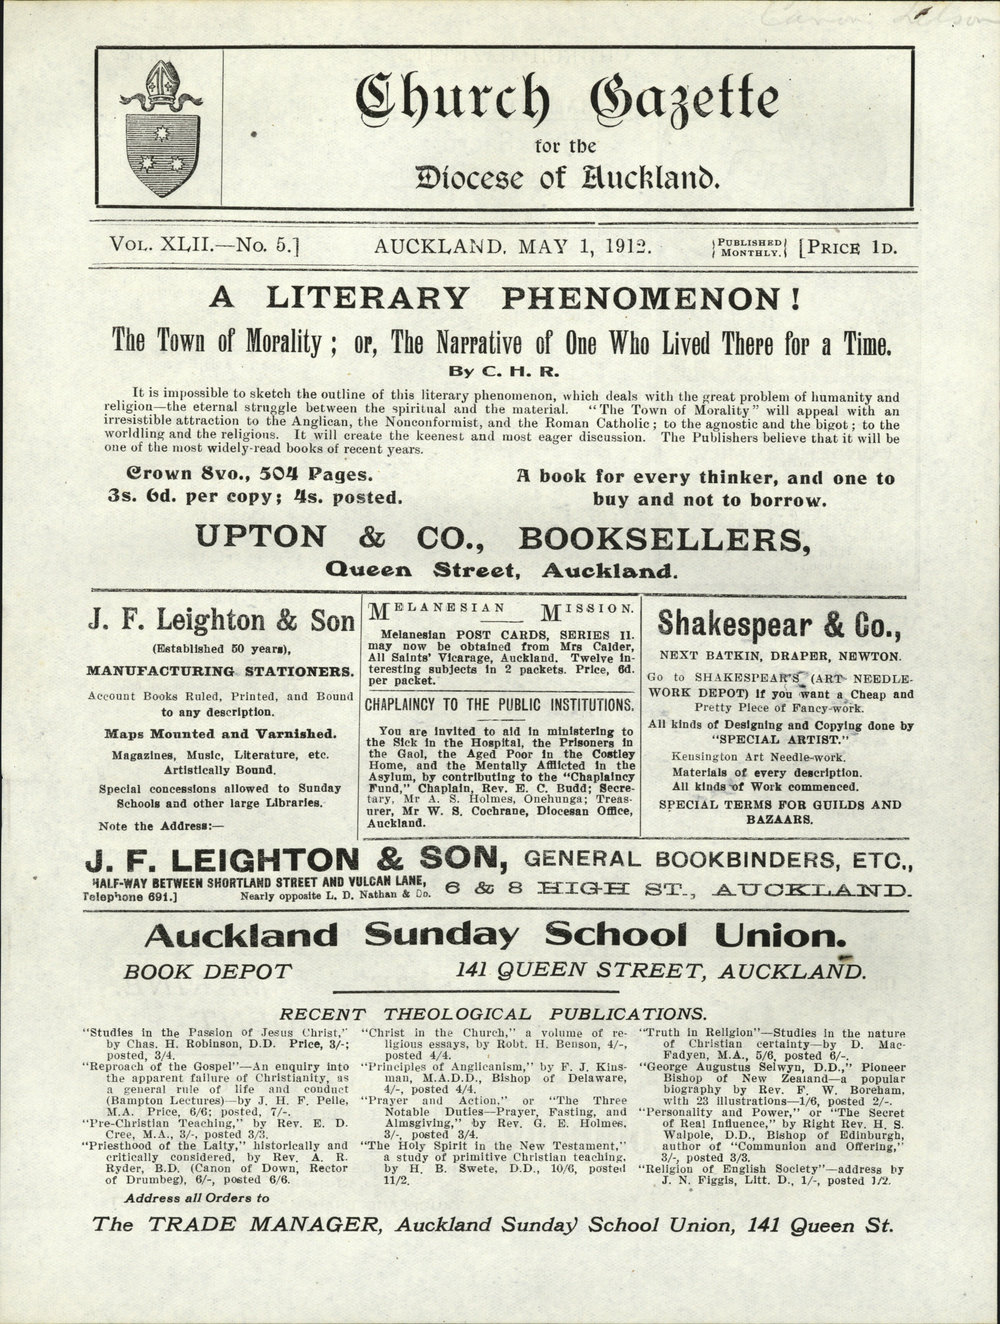 Church Gazette
for the
Diocese of Auckland.
VOL. XLII.—No. 5.] AUCKLAND, MAY 1, 1912. {PUBLISHED MONTHLY.} [PRICE 1D.
A LITERARY PHENOMENON!
The Town of Morality; or, The Narrative of One Who Lived There for a Time.
By C. H. R.
It is impossible to sketch the outline of this literary phenomenon, which deals with the great problem of humanity and
religion—the eternal struggle between the spiritual and the material. "The Town of Morality" will appeal with an
irresistible attraction to the Anglican, the Nonconformist, and the Roman Catholic; to the agnostic and the bigot; to the
worldling and the religious. It will create the keenest and most eager discussion. The Publishers believe that it will be
one of the most widely-read books of recent years.
Crown 8vo., 504 Pages.
3s. 6d. per copy; 4s. posted.
A book for every thinker, and one to
buy and not to borrow.
UPTON & CO., BOOKSELLERS,
Queen Street, Auckland.
J. F. Leighton & Son
(Established 50 years),
MANUFACTURING STATIONERS.
Account Books Ruled, Printed, and Bound
to any description.
Maps Mounted and Varnished.
Magazines, Music, Literature, etc.
Artistically Bound.
Special concessions allowed to Sunday
Schools and other large Libraries.
Note the Address:—
MELANESIAN MISSION.
Melanesian POST CARDS, SERIES II.
may now be obtained from Mrs Calder,
All Saints' Vicarage, Auckland. Twelve in-
teresting subjects in 2 packets. Price, 6d.
per packet.
CHAPLAINCY TO THE PUBLIC INSTITUTIONS.
You are invited to aid in ministering to
the Sick in the Hospital, the Prisoners in
the Gaol, the Aged Poor in the Costley
Home, and the Mentally Afflicted in the
Asylum, by contributing to the "Chaplaincy
Fund," Chaplain, Rev. E. C. Budd; Secre-
tary, Mr A. S. Holmes, Onehunga; Treas-
urer, Mr W. S. Cochrane, Diocesan Office,
Auckland.
Shakespear & Co.,
NEXT BATKIN, DRAPER, NEWTON.
Go to SHAKESPEAR'S (ART NEEDLE-
WORK DEPOT) if you want a Cheap and
Pretty Piece of Fancy-work.
All kinds of Designing and Copying done by
"SPECIAL ARTIST."
Kensington Art Needle-work.
Materials of every description.
All kinds of Work commenced.
SPECIAL TERMS FOR GUILDS AND
BAZAARS.
J. F. LEIGHTON & SON, GENERAL BOOKBINDERS, ETC.,
HALF-WAY BETWEEN SHORTLAND STREET AND VULCAN LANE,
Telephone 691.] Nearly opposite L. D. Nathan & Co.
6 & 8 HIGH ST., AUCKLAND.
Auckland Sunday School Union.
BOOK DEPOT 141 QUEEN STREET, AUCKLAND.
RECENT THEOLOGICAL PUBLICATIONS.
"Studies in the Passion of Jesus Christ,"
by Chas. H. Robinson, D.D. Price, 3/-;
posted, 3/4.
"Reproach of the Gospel"—An enquiry into
the apparent failure of Christianity, as
a general rule of life and conduct
(Bampton Lectures)—by J. H. F. Peile,
M.A. Price, 6/6; posted, 7/-.
"Pre-Christian Teaching," by Rev. E. D.
Cree, M.A., 3/-, posted 3/3.
"Priesthood of the Laity," historically and
critically considered, by Rev. A. R.
Ryder, B.D. (Canon of Down, Rector
of Drumbeg), 6/-, posted 6/6.
"Christ in the Church," a volume of re-
ligious essays, by Robt. H. Benson, 4/-,
posted 4/4.
"Principles of Anglicanism," by F. J. Kins-
man, M.A.D.D., Bishop of Delaware,
4/-, posted 4/4.
"Prayer and Action," or "The Three
Notable Duties—Prayer, Fasting, and
Almsgiving," by Rev. G. E. Holmes,
3/-, posted 3/4.
"The Holy Spirit in the New Testament,"
a study of primitive Christian teaching,
by H. B. Swete, D.D., 10/6, posted
11/2.
"Truth in Religion"—Studies in the nature
of Christian certainty—by D. Mac-
Fadyen, M.A., 5/6, posted 6/-.
"George Augustus Selwyn, D.D.," Pioneer
Bishop of New Zealand—a popular
biography by Rev. F. W. Boreham,
with 23 illustrations—1/6, posted 2/-.
"Personality and Power," or "The Secret
of Real Influence," by Right Rev. H. S.
Walpole, D.D., Bishop of Edinburgh,
author of "Communion and Offering,"
3/-, posted 3/3.
"Religion of English Society"—address by
J. N. Figgis, Litt. D., 1/-, posted 1/2.
Address all Orders to
The TRADE MANAGER, Auckland Sunday School Union, 141 Queen St.